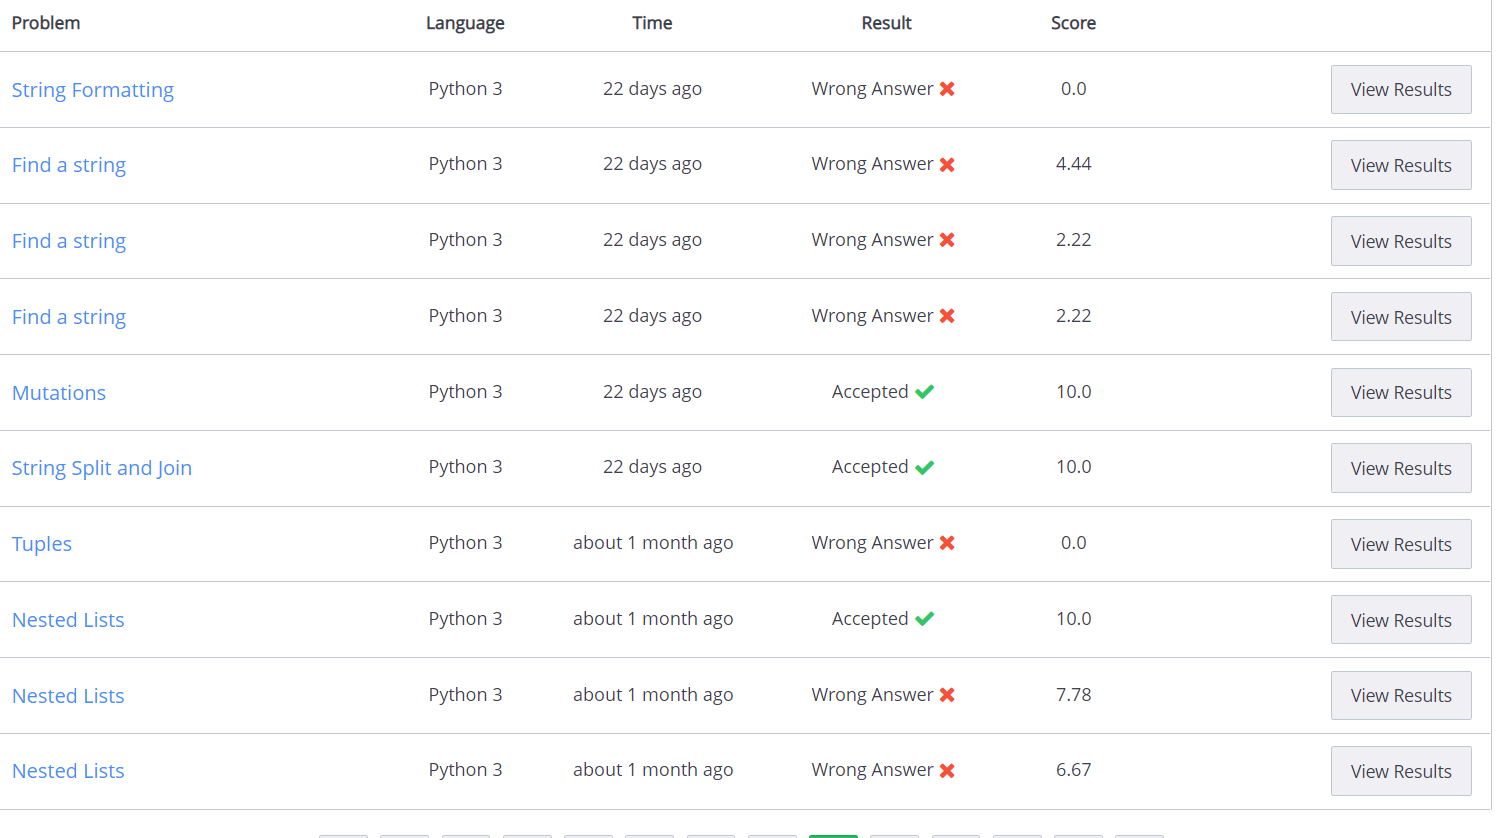 Problem Language Time Result Score
String Formatting Python 3 22 days ago Wrong Answer 0.0 View Results
Find a string Python 3 22 days ago Wrong Answer 4.44 View Results
Find a string Python 3 22 days ago Wrong Answer 2.22 View Results
Find a string Python 3 22 days ago Wrong Answer 2.22 View Results
Mutations Python 3 22 days ago Accepted 10.0 View Results
String Split and Join Python 3 22 days ago Accepted 10.0 View Results
Tuples Python 3 about 1 month ago Wrong Answer 0.0 View Results
Nested Lists Python 3 about 1 month ago Accepted 10.0 View Results
Nested Lists Python 3 about 1 month ago Wrong Answer 7.78 View Results
Nested Lists Python 3 about 1 month ago Wrong Answer 6.67 View Results